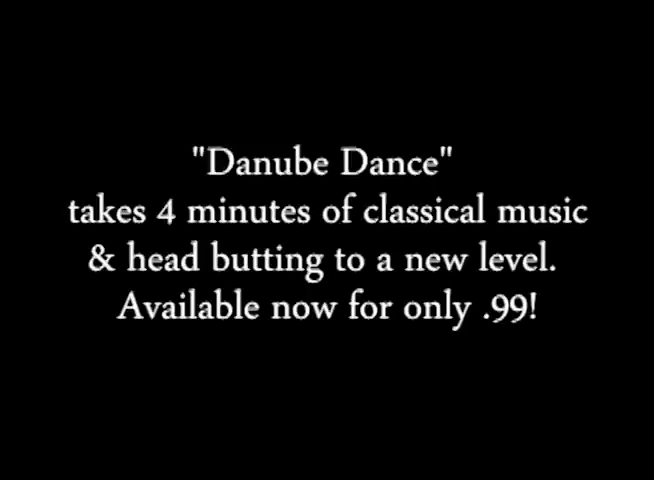 "Danube Dance"
takes 4 minutes of classical music
& head butting to a new level.
Available now for only .99!